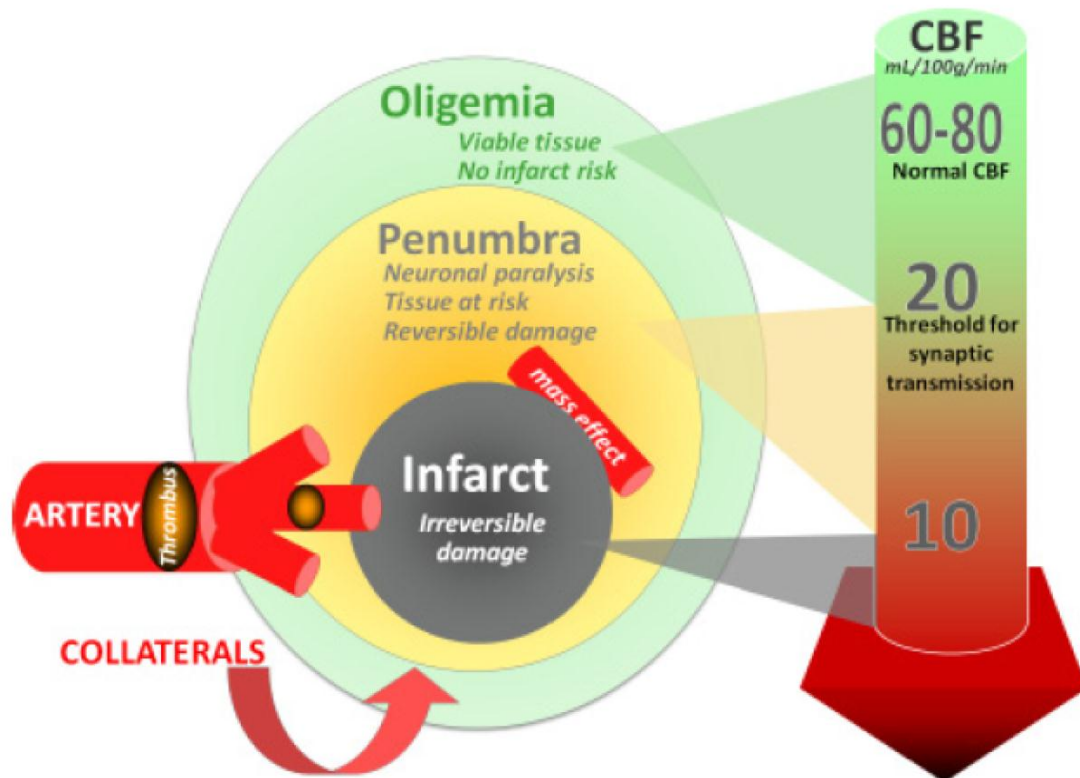 Oligemia
Viable tissue
No infarct risk
Penumbra
Neuronal paralysis
Tissue at risk
Reversible damage
mass effect
Infarct
Irreversible
damage
ARTERY
Thrombus
COLLATERALS
CBF
mL/100g/min
60-80
Normal CBF
20
Threshold for
synaptic
transmission
10